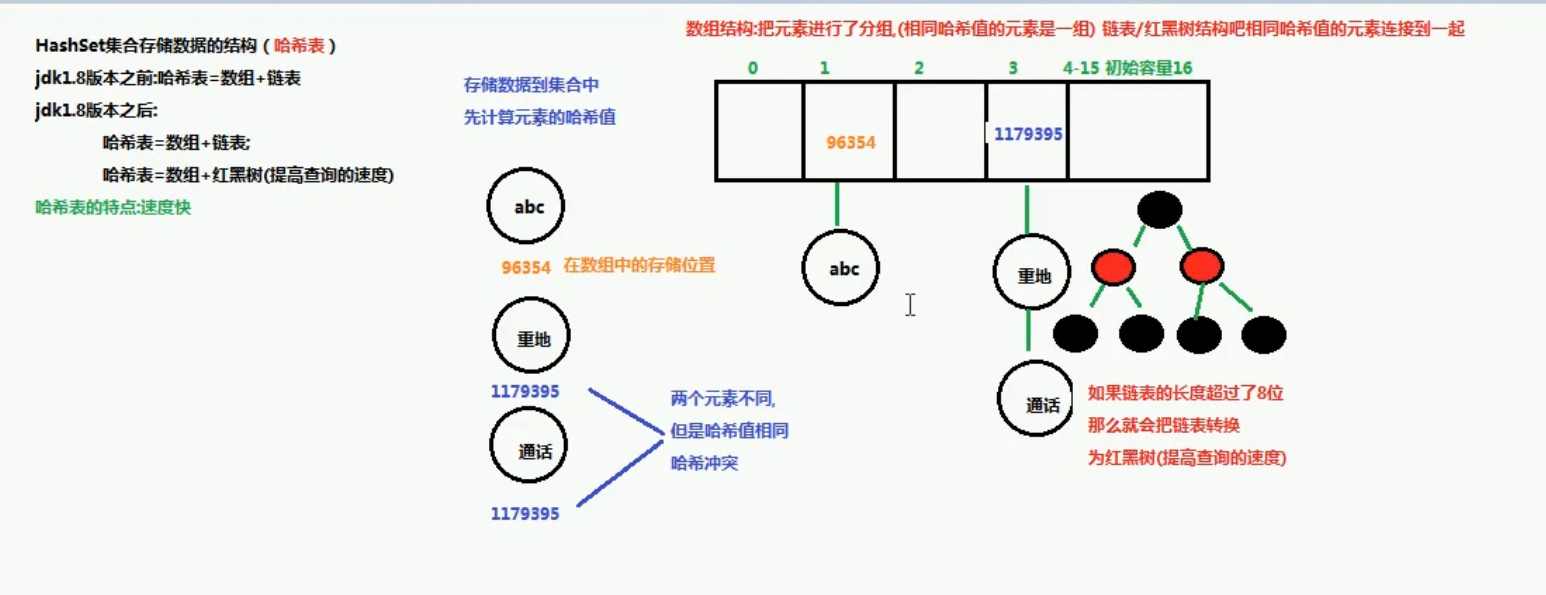 HashSet集合存储数据的结构（哈希表）
jdk1.8版本之前:哈希表=数组+链表
jdk1.8版本之后:
哈希表=数组+链表;
哈希表=数组+红黑树(提高查询的速度)
哈希表的特点:速度快
存储数据到集合中
先计算元素的哈希值
abc
96354 在数组中的存储位置
重地
1179395
通话
1179395
两个元素不同,
但是哈希值相同
哈希冲突
数组结构:把元素进行了分组,(相同哈希值的元素是一组) 链表/红黑树结构吧相同哈希值的元素连接到一起
0 1 2 3 4-15 初始容量16
96354 1179395
abc
重地
通话
如果链表的长度超过了8位
那么就会把链表转换
为红黑树(提高查询的速度)